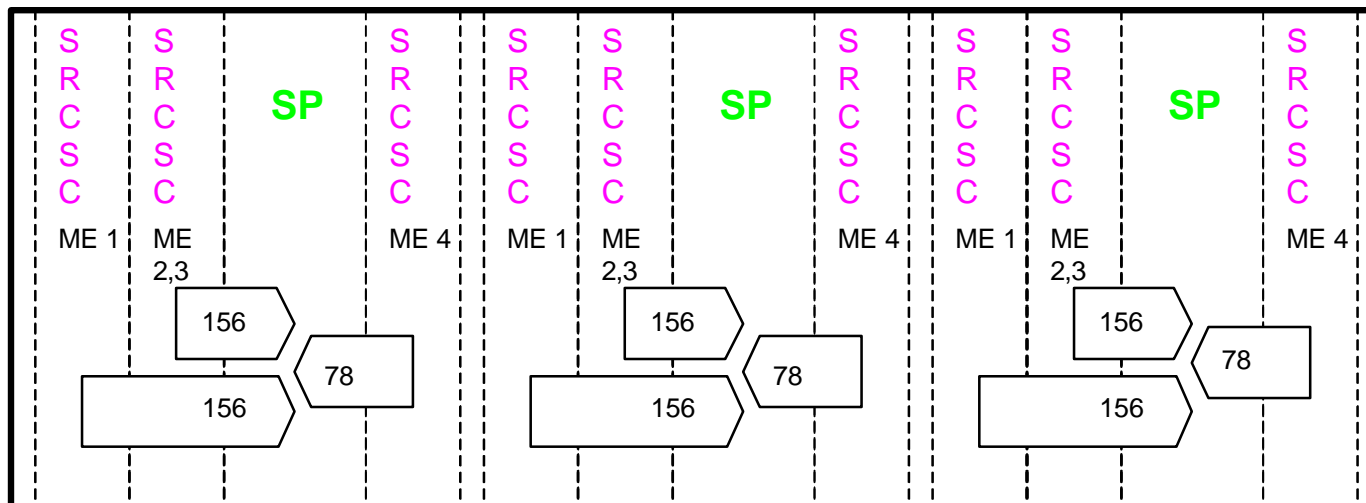 S S S S S S S S S
R R R R R R R R R
C C SP C C C SP C C C SP C
S S S S S S S S S
C C C C C C C C C
ME 1 ME 2,3 ME 4 ME 1 ME 2,3 ME 4 ME 1 ME 2,3 ME 4
156 156 156
78 78 78
156 156 156